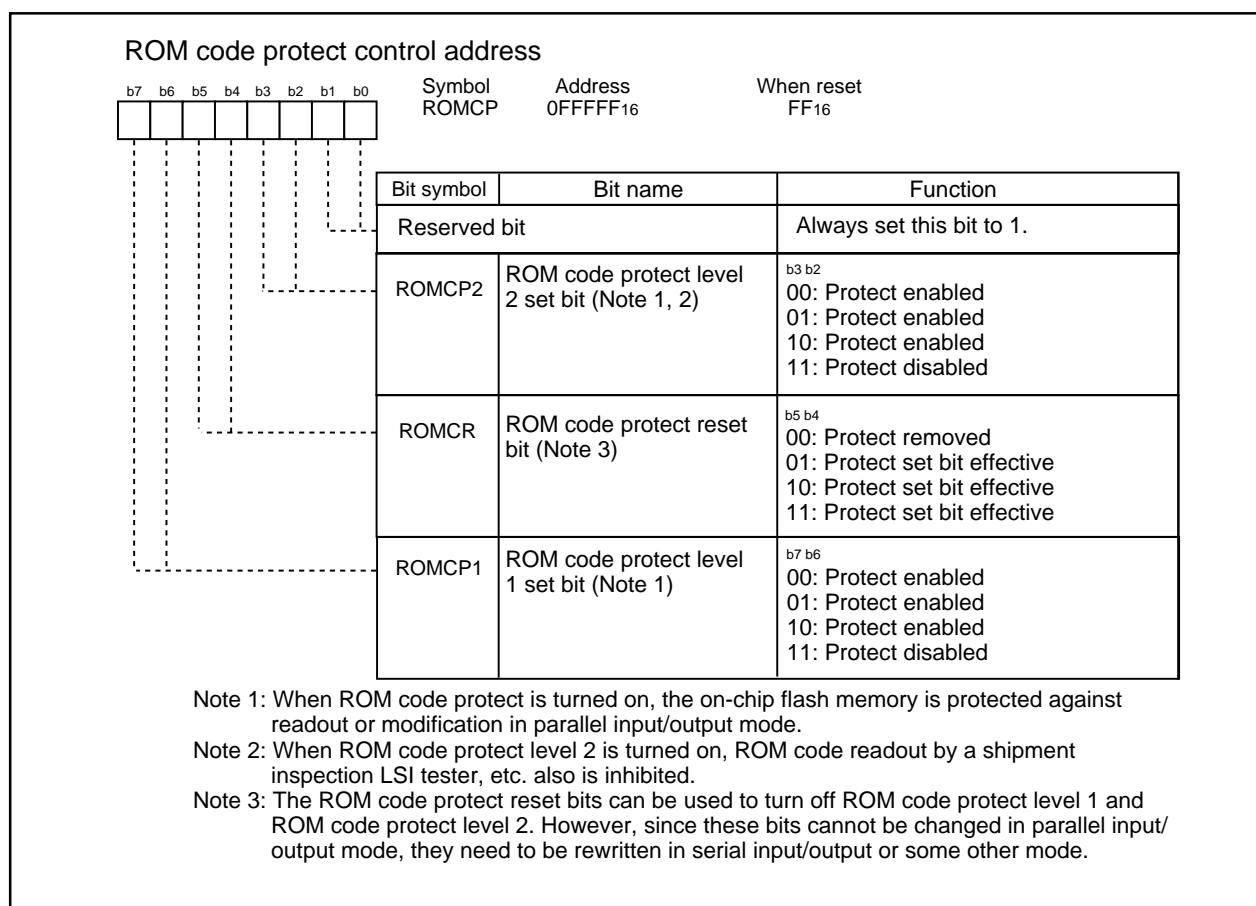 ROM code protect control address
b7 b6 b5 b4 b3 b2 b1 b0
Symbol Address When reset
ROMCP 0FFFFF16 FF16
Bit symbol Bit name Function
Reserved bit Always set this bit to 1.
ROMCP2
ROM code protect level
2 set bit (Note 1, 2)
b3 b2
00: Protect enabled
01: Protect enabled
10: Protect enabled
11: Protect disabled
ROMCR
ROM code protect reset
bit (Note 3)
b5 b4
00: Protect removed
01: Protect set bit effective
10: Protect set bit effective
11: Protect set bit effective
ROMCP1
ROM code protect level
1 set bit (Note 1)
b7 b6
00: Protect enabled
01: Protect enabled
10: Protect enabled
11: Protect disabled
Note 1: When ROM code protect is turned on, the on-chip flash memory is protected against
readout or modification in parallel input/output mode.
Note 2: When ROM code protect level 2 is turned on, ROM code readout by a shipment
inspection LSI tester, etc. also is inhibited.
Note 3: The ROM code protect reset bits can be used to turn off ROM code protect level 1 and
ROM code protect level 2. However, since these bits cannot be changed in parallel input/
output mode, they need to be rewritten in serial input/output or some other mode.